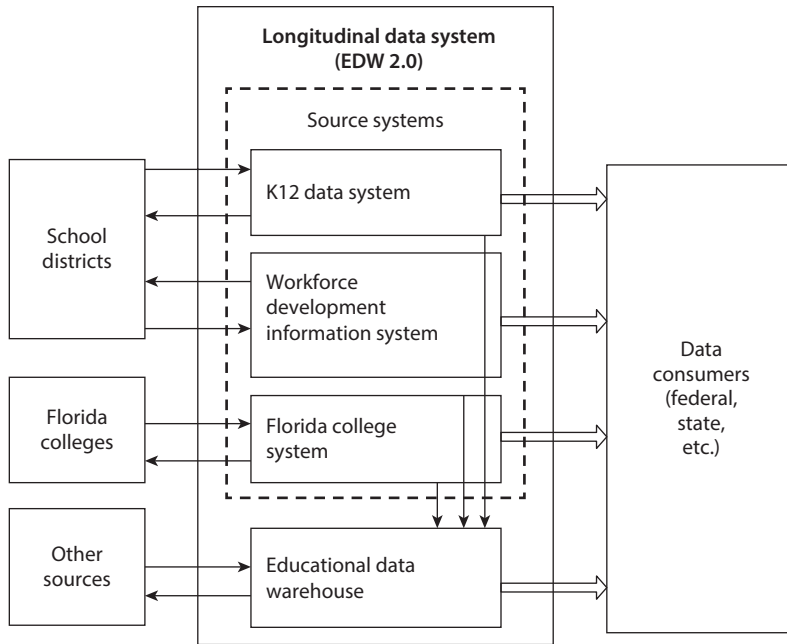 Longitudinal data system
(EDW 2.0)
Source systems
School
districts
K12 data system
Workforce
development
information system
Florida
colleges
Florida college
system
Other
sources
Educational data
warehouse
Data
consumers
(federal,
state,
etc.)